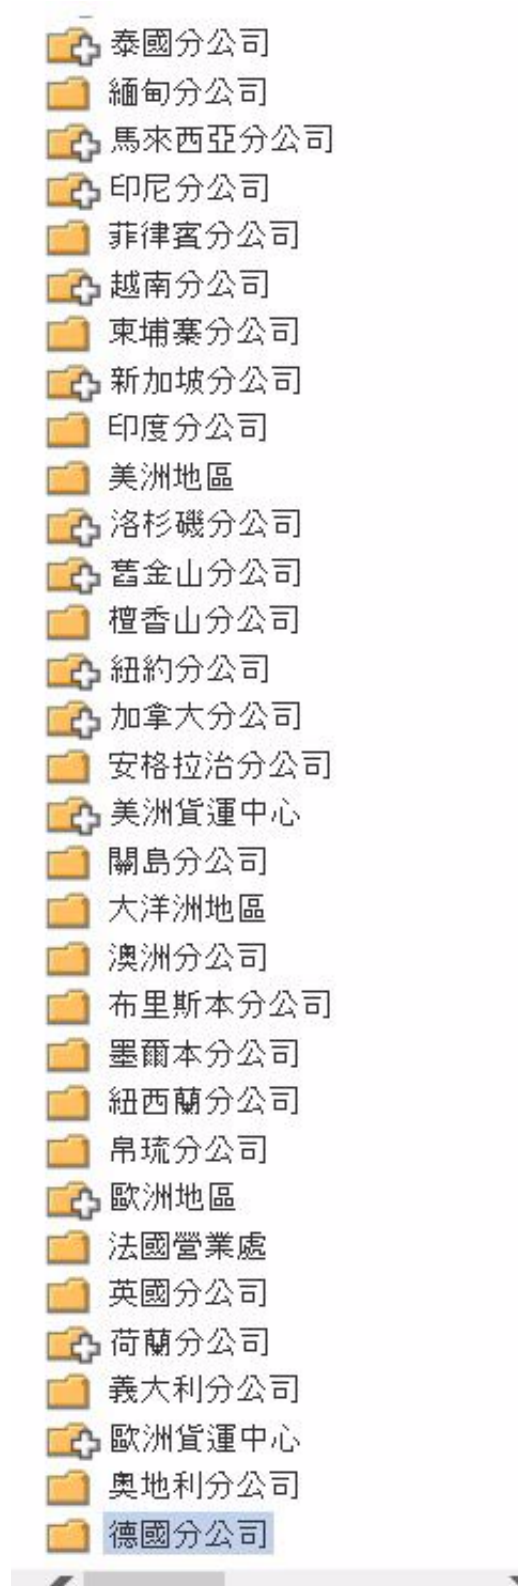 泰國分公司
緬甸分公司
馬來西亞分公司
印尼分公司
菲律賓分公司
越南分公司
柬埔寨分公司
新加坡分公司
印度分公司
美洲地區
洛杉磯分公司
舊金山分公司
檀香山分公司
紐約分公司
加拿大分公司
安格拉治分公司
美洲貨運中心
關島分公司
大洋洲地區
澳洲分公司
布里斯本分公司
墨爾本分公司
紐西蘭分公司
帛琉分公司
歐洲地區
法國營業處
英國分公司
荷蘭分公司
義大利分公司
歐洲貨運中心
奧地利分公司
德國分公司